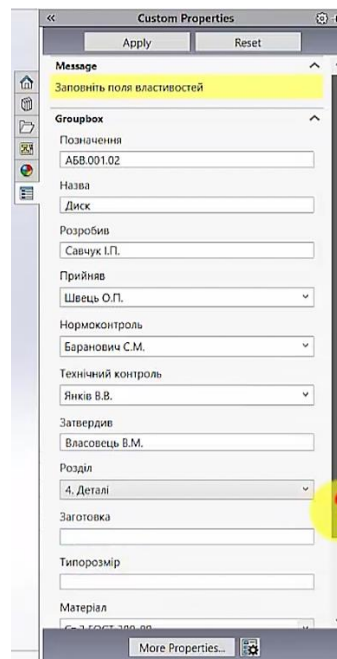 «
Custom Properties
Apply Reset
Message
Заповніть поля властивостей
Groupbox
Позначення
АБВ.001.02
Назва
Диск
Розробив
Савчук І.П.
Прийняв
Швець О.П.
Нормоконтроль
Баранович С.М.
Технічний контроль
Янків В.В.
Затвердив
Власовець В.М.
Розділ
4. Деталі
Заготовка
Типорозмір
Матеріал
More Properties...